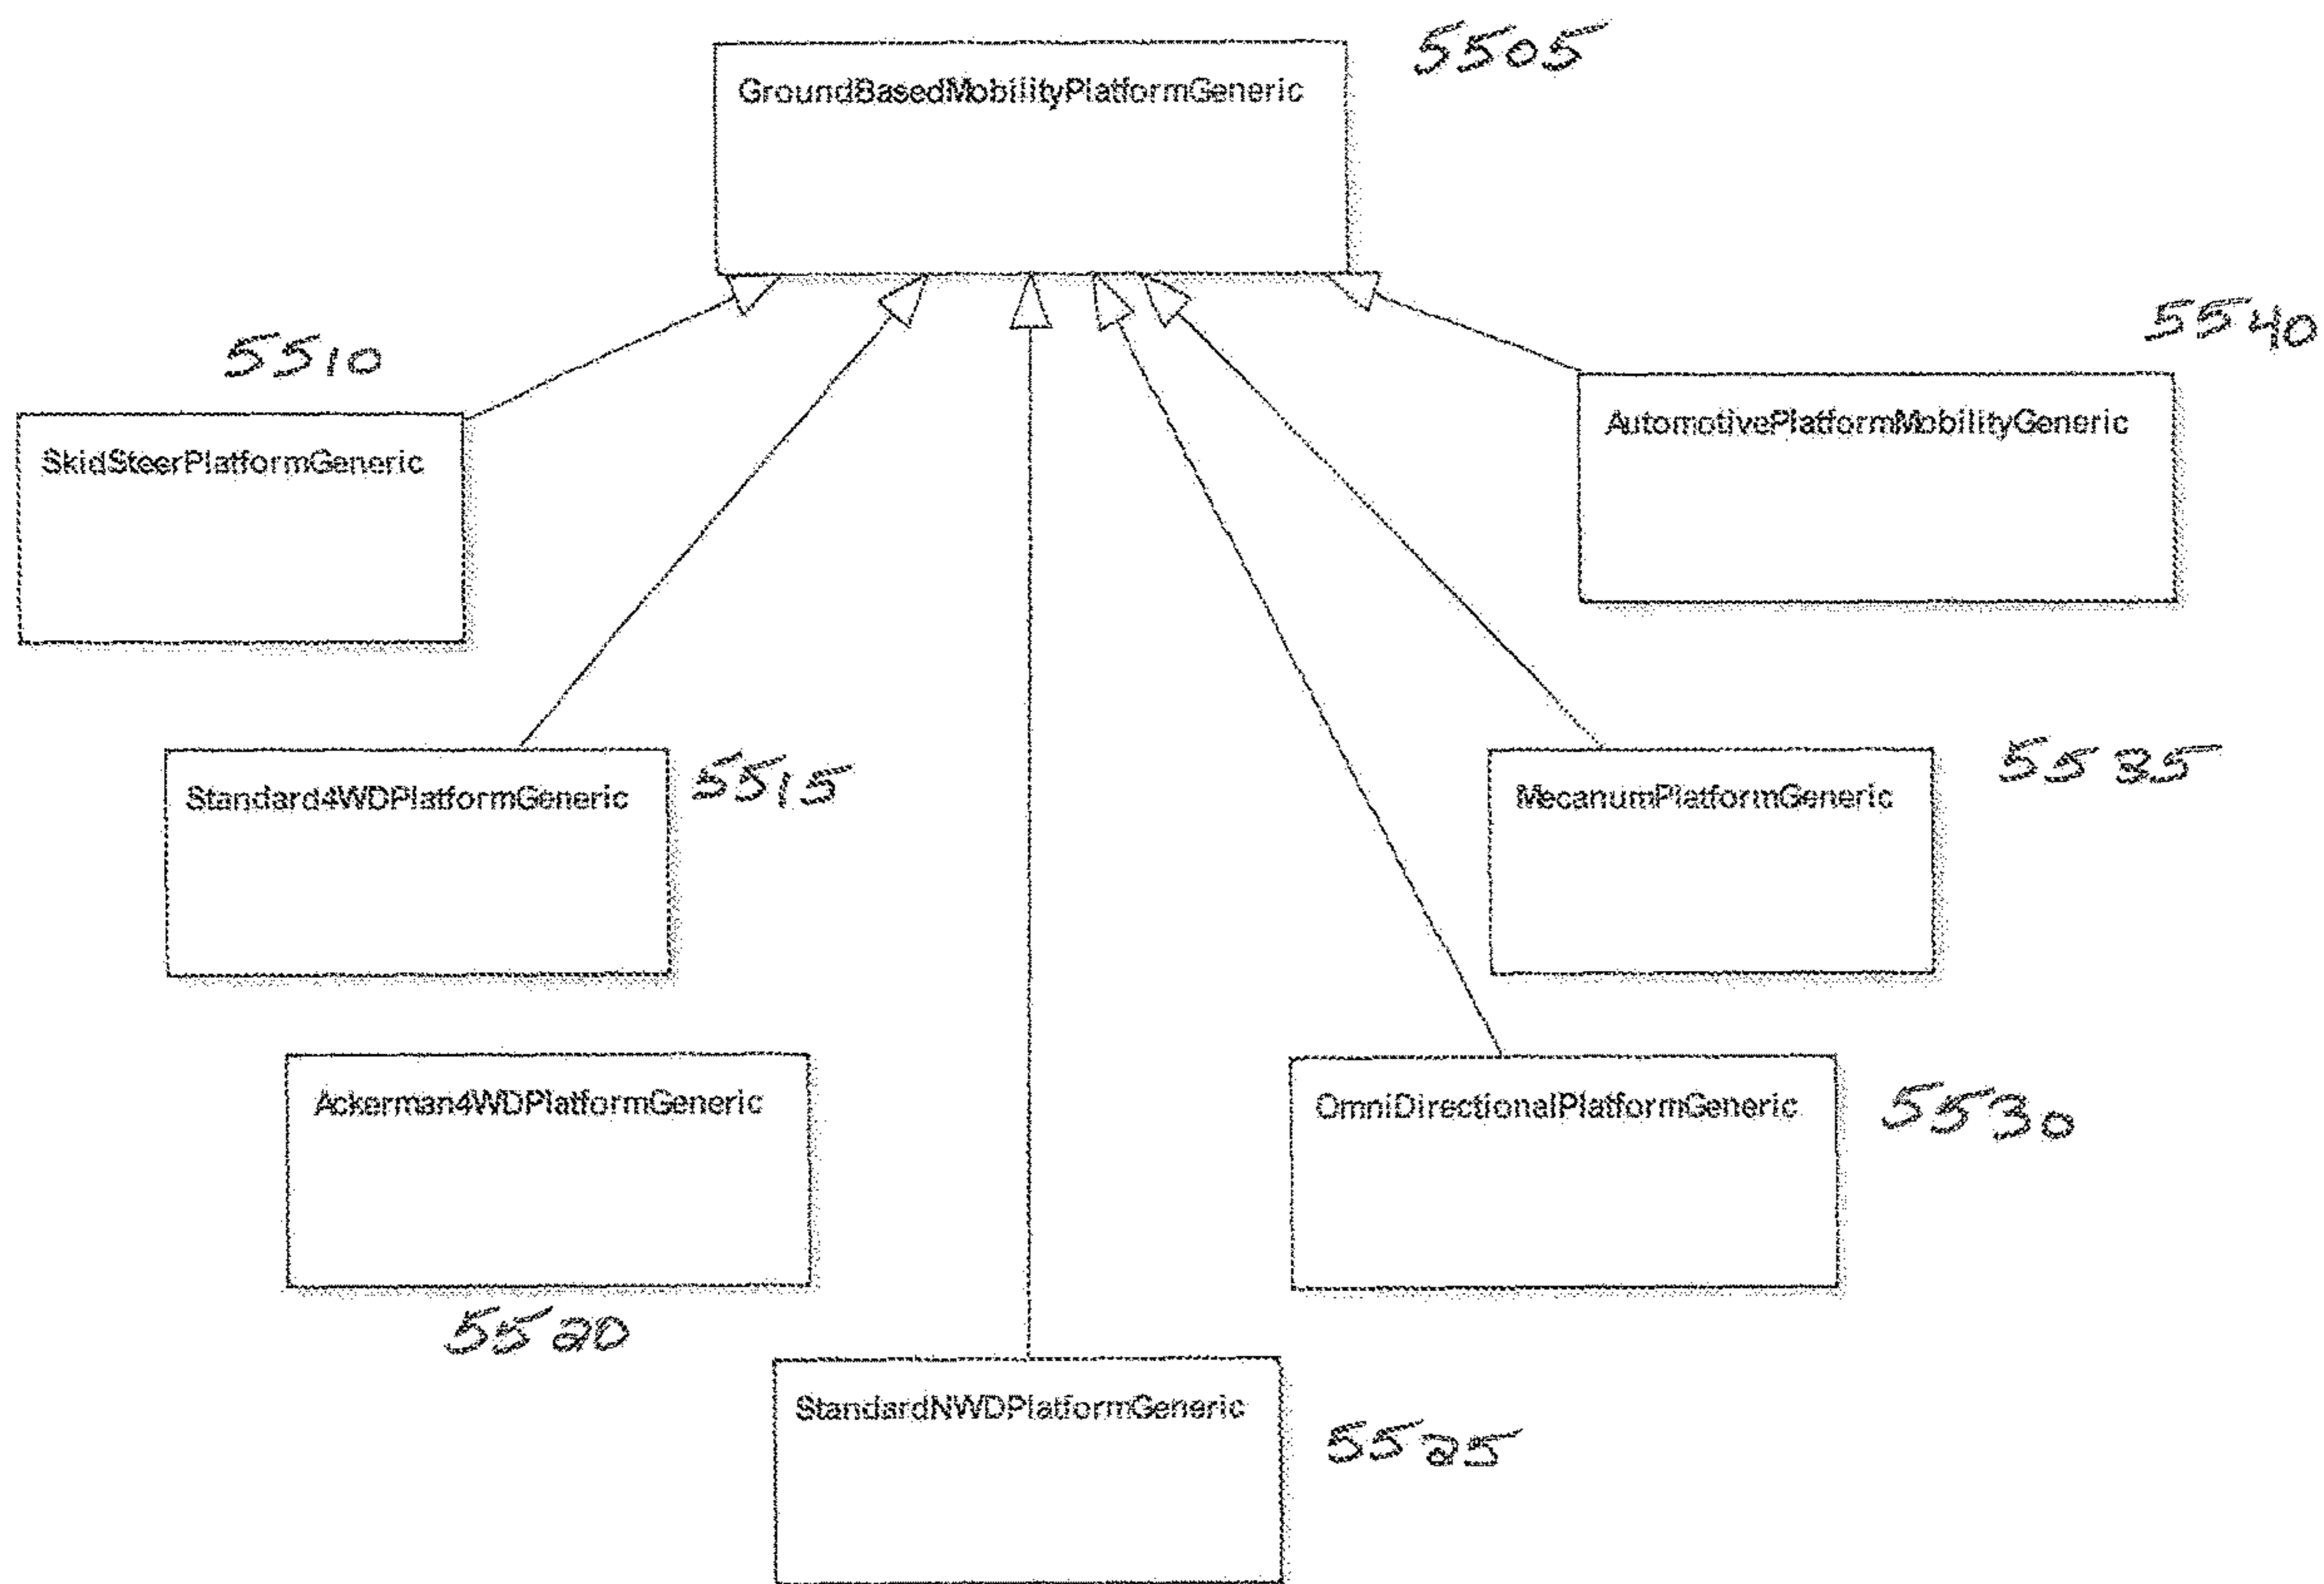 5505
GroundBasedMobilityPlatformGeneric
5510
5540
SkidSteerPlatformGeneric
AutomotivePlatformMobilityGeneric
Standard4WDPlatformGeneric
5515
MecanumPlatformGeneric
5535
Ackerman4WDPlatformGeneric
5520
OmniDirectionalPlatformGeneric
5530
StandardNWDPlatformGeneric
5525